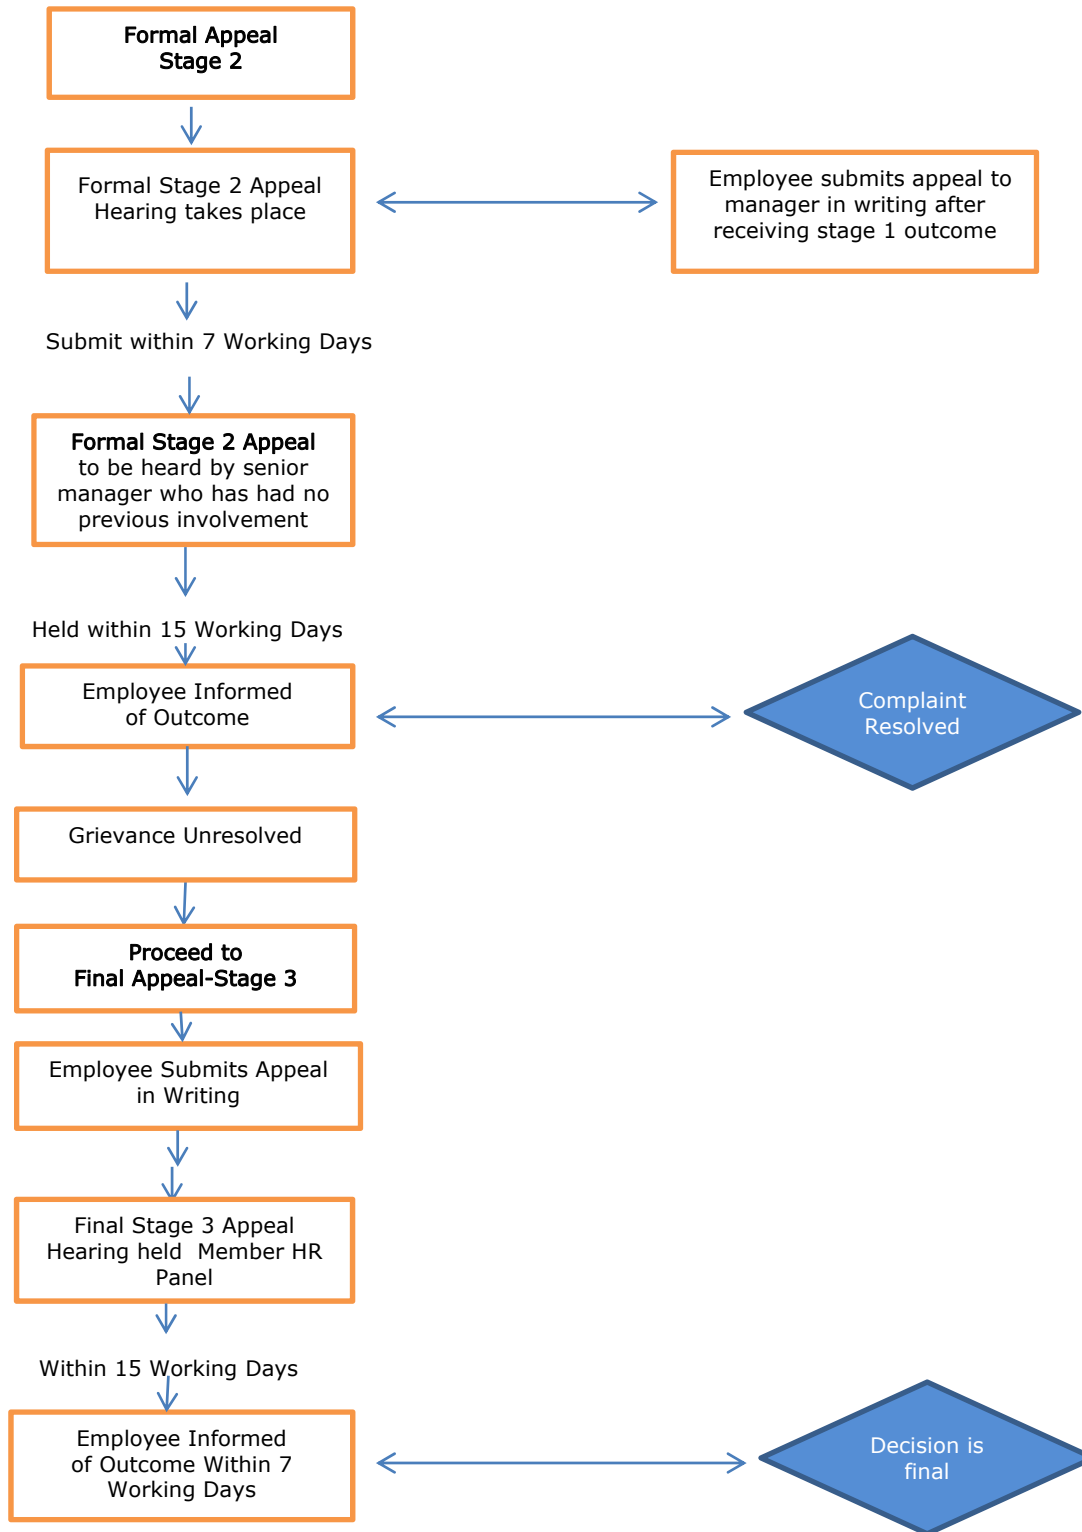 Formal Appeal
Stage 2
Formal Stage 2 Appeal
Hearing takes place
Employee submits appeal to
manager in writing after
receiving stage 1 outcome
Submit within 7 Working Days
Formal Stage 2 Appeal
to be heard by senior
manager who has had no
previous involvement
Held within 15 Working Days
Employee Informed
of Outcome
Complaint
Resolved
Grievance Unresolved
Proceed to
Final Appeal-Stage 3
Employee Submits Appeal
in Writing
Final Stage 3 Appeal
Hearing held  Member HR
Panel
Within 15 Working Days
Employee Informed
of Outcome Within 7
Working Days
Decision is
final